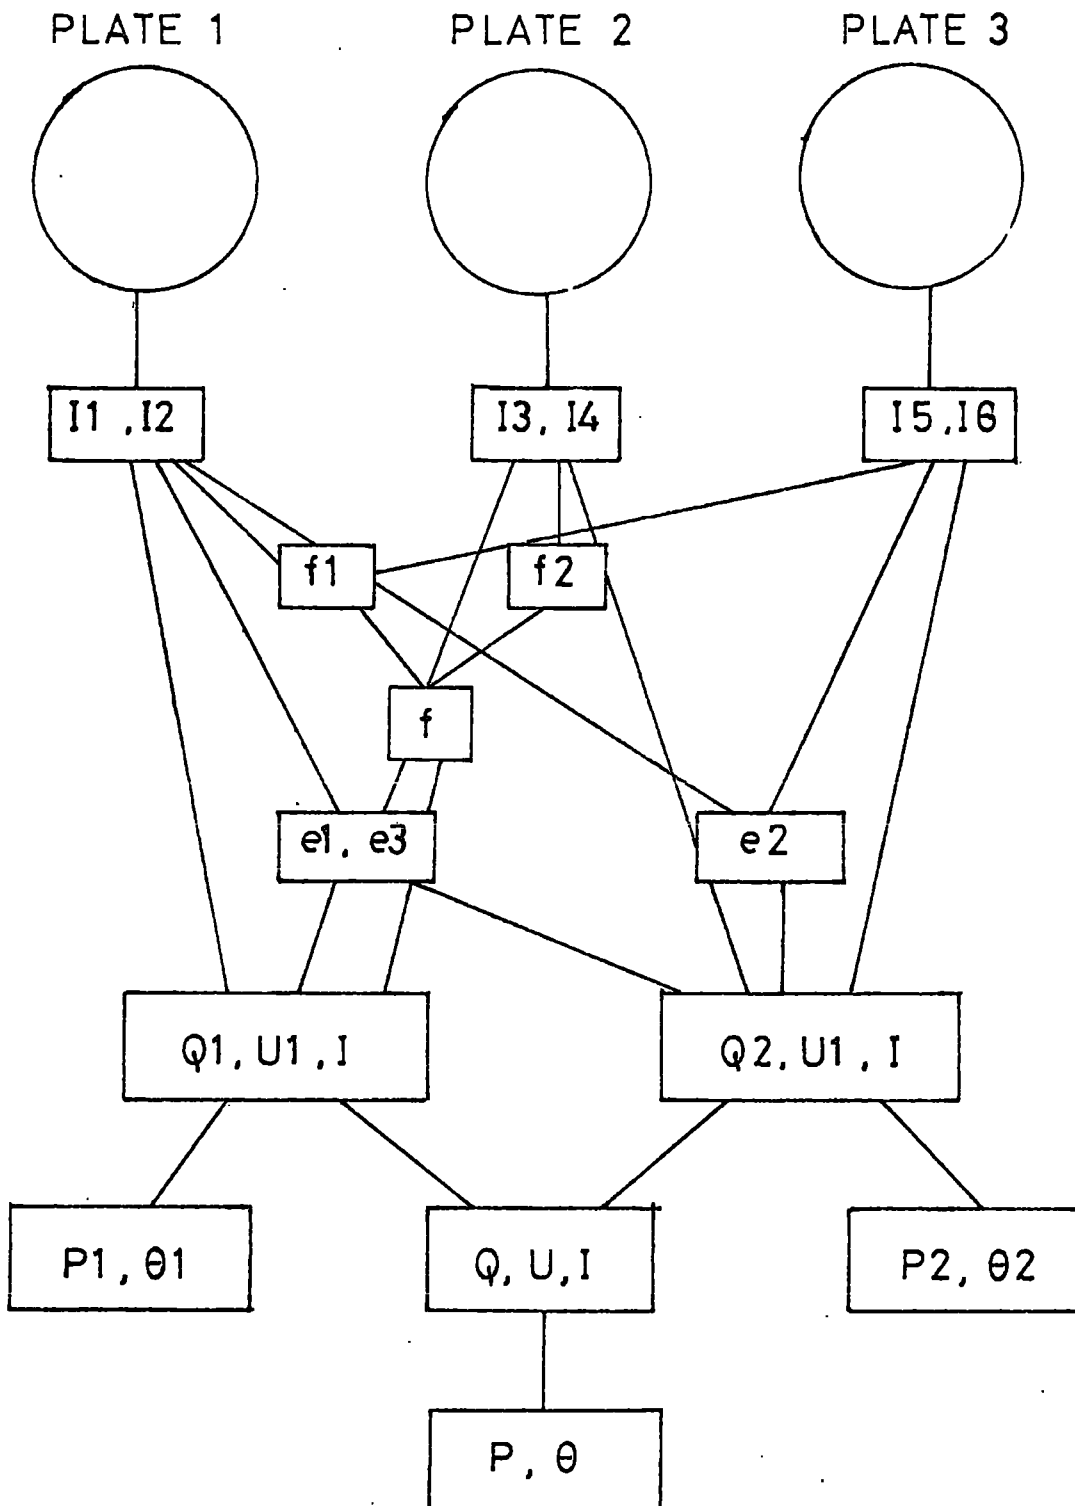 PLATE 1
PLATE 2
PLATE 3
I1 , I2
I3, I4
I5, I6
f1
f2
f
e1, e3
e2
Q1, U1, I
Q2, U1, I
P1, θ1
Q, U, I
P2, θ2
P, θ